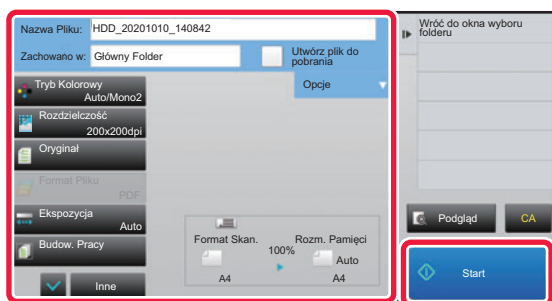 Nazwa Pliku: HDD_20201010_140842
Zachowano w: Główny Folder
Utwórz plik do
pobrania
Opcje
Tryb Kolorowy
Auto/Mono2
Rozdzielczość
200x200dpi
Oryginał
Format Pliku
PDF
Ekspozycja
Auto
Budow. Pracy
Inne
Format Skan.
A4
100%
Rozm. Pamięci
Auto
A4
Wróć do okna wyboru
folderu
Podgląd
CA
Start